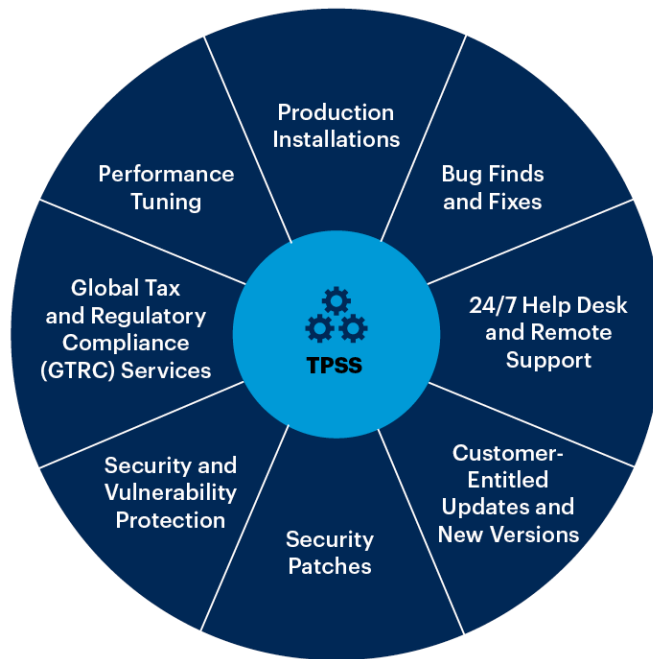 Production
Installations
Bug Finds
and Fixes
24/7 Help Desk
and Remote
Support
Customer-
Entitled
Updates and
New Versions
Security
Patches
Security and
Vulnerability
Protection
Global Tax
and Regulatory
Compliance
(GTRC) Services
Performance
Tuning
TPSS